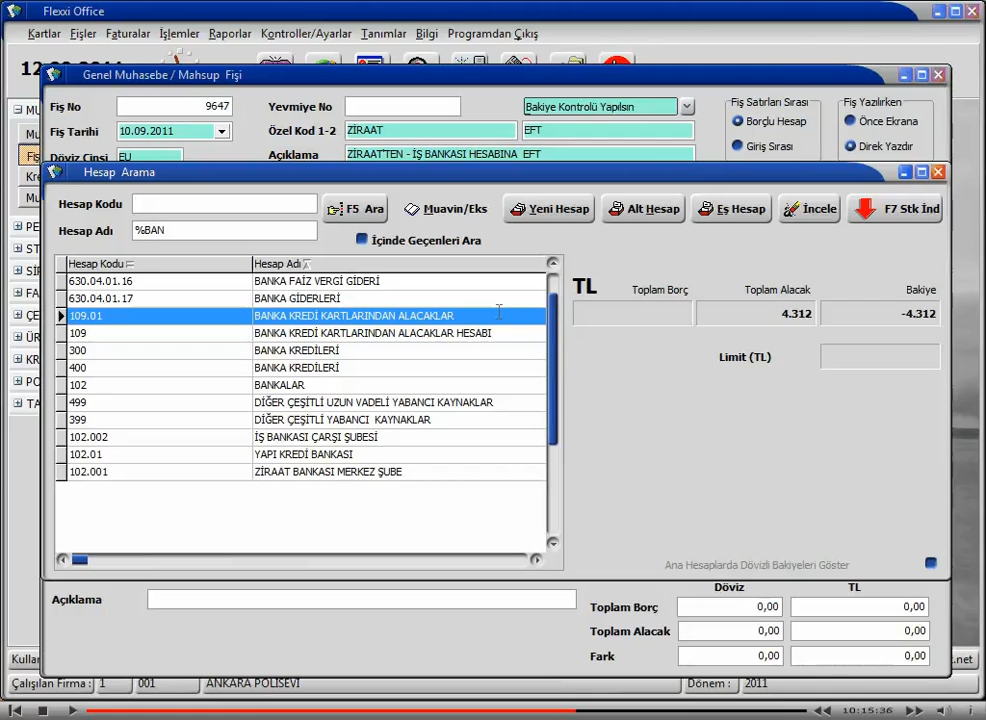 Flexxi Office
Kartlar Fişler Faturalar İşlemler Raporlar Kontroller/Ayarlar Tanımlar Bilgi Programdan Çıkış
Genel Muhasebe / Mahsup Fişi
Fiş No 9647 Yevmiye No Bakiye Kontrolü Yapılsın Fiş Satırları Sırası Fiş Yazılırken
Borçlu Hesap Önce Ekrana
Fiş Tarihi 10.09.2011 Özel Kod 1-2 ZİRAAT EFT
Giriş Sırası Direk Yazdır
Döviz Cinsi EU Açıklama ZİRAAT'TEN - İŞ BANKASI HESABINA EFT
Hesap Arama
Hesap Kodu F5 Ara Muavin/Eks Yeni Hesap Alt Hesap Eş Hesap İncele F7 Stk İnd
Hesap Adı %BAN
İçinde Geçenleri Ara
Hesap Kodu Hesap Adı
630.04.01.16 BANKA FAİZ VERGİ GİDERİ
630.04.01.17 BANKA GİDERLERİ
109.01 BANKA KREDİ KARTLARINDAN ALACAKLAR
109 BANKA KREDİ KARTLARINDAN ALACAKLAR HESABI
300 BANKA KREDİLERİ
400 BANKA KREDİLERİ
102 BANKALAR
499 DİĞER ÇEŞİTLİ UZUN VADELİ YABANCI KAYNAKLAR
399 DİĞER ÇEŞİTLİ YABANCI  KAYNAKLAR
102.002 İŞ BANKASI ÇARŞI ŞUBESİ
102.01 YAPI KREDİ BANKASI
102.001 ZİRAAT BANKASI MERKEZ ŞUBE
TL Toplam Borç Toplam Alacak Bakiye
4.312 -4.312
Limit (TL)
Ana Hesaplarda Dövizli Bakiyeleri Göster
Döviz TL
Açıklama
Toplam Borç 0,00 0,00
Toplam Alacak 0,00 0,00
Fark 0,00 0,00
Kullar .net
Çalışılan Firma : 1 001 ANKARA POLİSEVİ Dönem : 2011
10:15:36